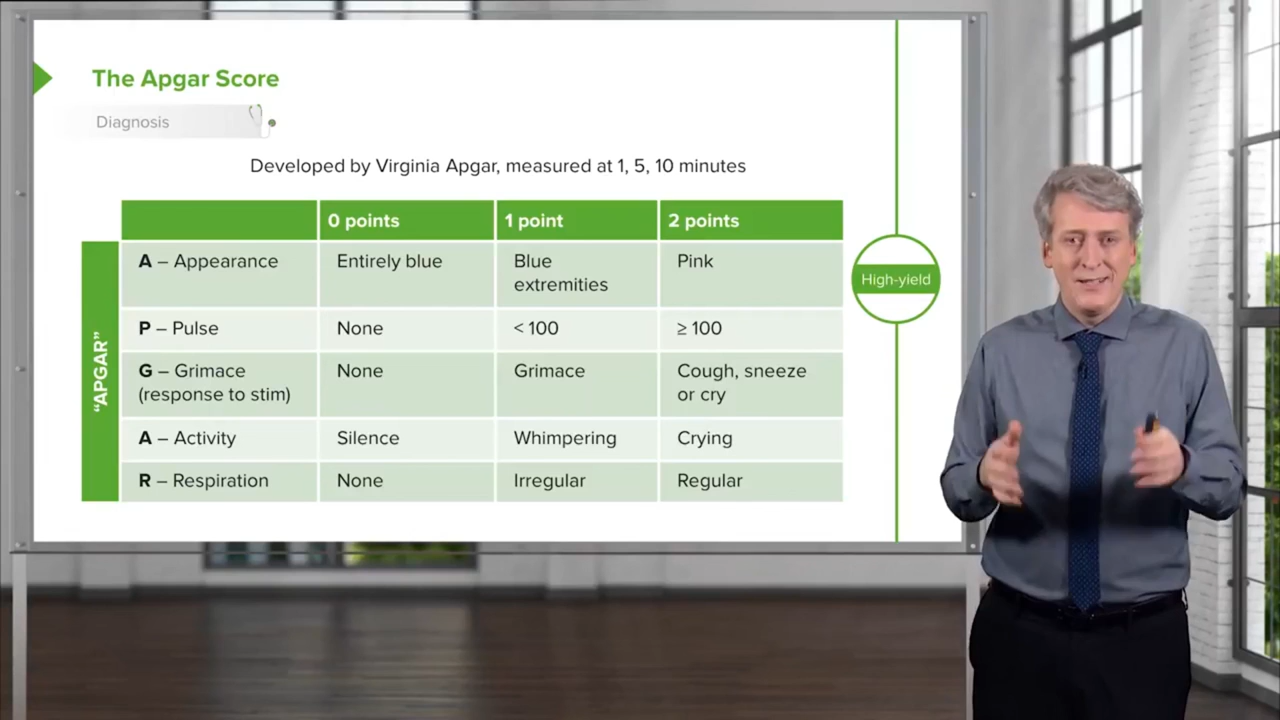 The Apgar Score
Diagnosis
Developed by Virginia Apgar, measured at 1, 5, 10 minutes
0 points 1 point 2 points
"APGAR"
A – Appearance Entirely blue Blue extremities Pink
P – Pulse None < 100 ≥ 100
G – Grimace (response to stim) None Grimace Cough, sneeze or cry
A – Activity Silence Whimpering Crying
R – Respiration None Irregular Regular
High-yield